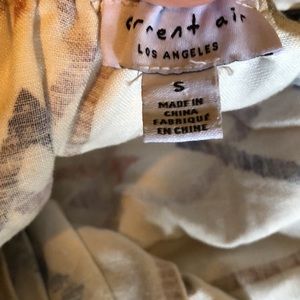 current air
LOS ANGELES
S
MADE IN
CHINA
FABRIQUÉ
EN CHINE